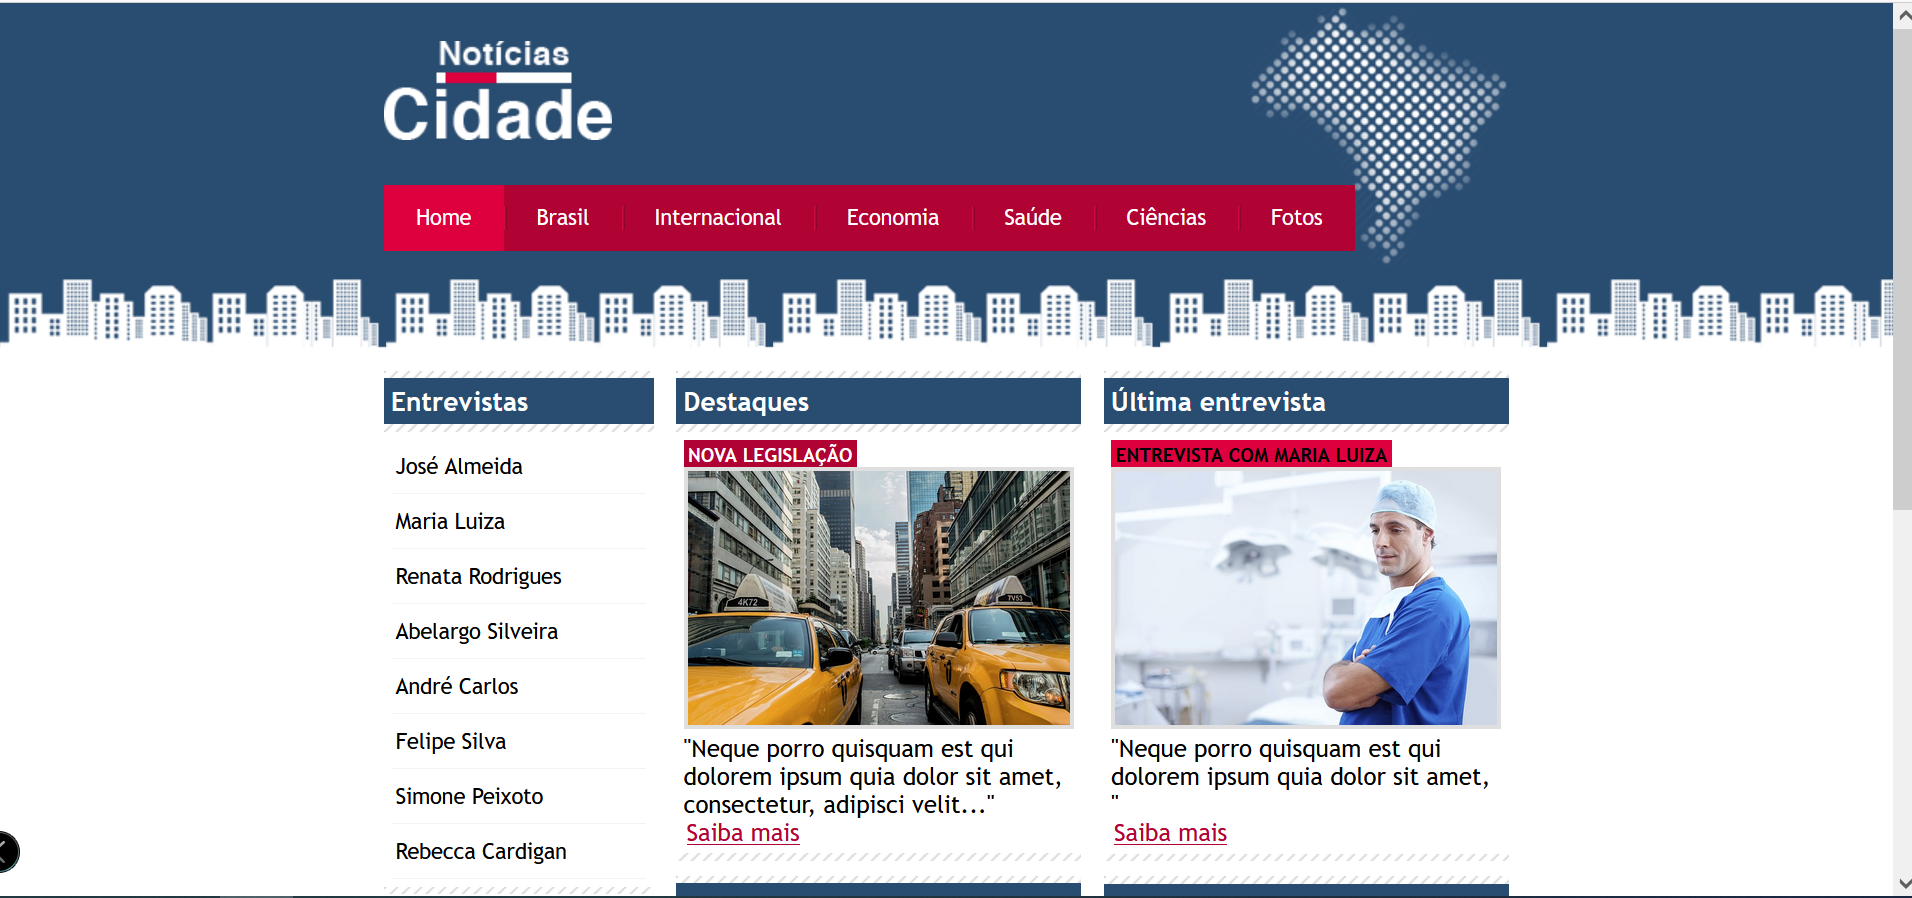 Notícias
Cidade
Home Brasil Internacional Economia Saúde Ciências Fotos
Entrevistas
José Almeida
Maria Luiza
Renata Rodrigues
Abelargo Silveira
André Carlos
Felipe Silva
Simone Peixoto
Rebecca Cardigan
Destaques
NOVA LEGISLAÇÃO
4K72
7V53
"Neque porro quisquam est qui
dolorem ipsum quia dolor sit amet,
consectetur, adipisci velit..."
Saiba mais
Última entrevista
ENTREVISTA COM MARIA LUIZA
"Neque porro quisquam est qui
dolorem ipsum quia dolor sit amet,
"
Saiba mais